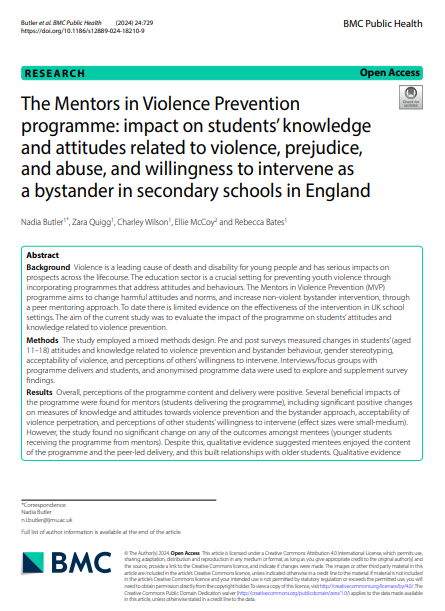 Butler et al. BMC Public Health (2024) 24:729
https://doi.org/10.1186/s12889-024-18210-9
BMC Public Health
RESEARCH
Open Access
Check for updates
The Mentors in Violence Prevention
programme: impact on students' knowledge
and attitudes related to violence, prejudice,
and abuse, and willingness to intervene as
a bystander in secondary schools in England
Nadia Butler1*, Zara Quigg1, Charley Wilson1, Ellie McCoy2 and Rebecca Bates1
Abstract
Background Violence is a leading cause of death and disability for young people and has serious impacts on
prospects across the lifecourse. The education sector is a crucial setting for preventing youth violence through
incorporating programmes that address attitudes and behaviours. The Mentors in Violence Prevention (MVP)
programme aims to change harmful attitudes and norms, and increase non-violent bystander intervention, through
a peer mentoring approach. To date there is limited evidence on the effectiveness of the intervention in UK school
settings. The aim of the current study was to evaluate the impact of the programme on students' attitudes and
knowledge related to violence prevention.
Methods The study employed a mixed methods design. Pre and post surveys measured changes in students' (aged
11–18) attitudes and knowledge related to violence prevention and bystander behaviour, gender stereotyping,
acceptability of violence, and perceptions of others' willingness to intervene. Interviews/focus groups with
programme deliverers and students, and anonymised programme data were used to explore and supplement survey
findings.
Results Overall, perceptions of the programme content and delivery were positive. Several beneficial impacts of
the programme were found for mentors (students delivering the programme), including significant positive changes
on measures of knowledge and attitudes towards violence prevention and the bystander approach, acceptability
of violence perpetration, and perceptions of other students' willingness to intervene (effect sizes were small-medium).
However, the study found no significant change on any of the outcomes amongst mentees (younger students
receiving the programme from mentors). Despite this, qualitative evidence suggested mentees enjoyed the content
of the programme and the peer-led delivery, and this built relationships with older students. Qualitative evidence
*Correspondence:
Nadia Butler
n.l.butler@ljmu.ac.uk
Full list of author information is available at the end of the article
BMC
© The Author(s) 2024. Open Access This article is licensed under a Creative Commons Attribution 4.0 International License, which permits use,
sharing, adaptation, distribution and reproduction in any medium or format, as long as you give appropriate credit to the original author(s) and
the source, provide a link to the Creative Commons licence, and indicate if changes were made. The images or other third party material in this
article are included in the article's Creative Commons licence, unless indicated otherwise in a credit line to the material. If material is not included
in the article's Creative Commons licence and your intended use is not permitted by statutory regulation or exceeds the permitted use, you will
need to obtain permission directly from the copyright holder. To view a copy of this licence, visit http://creativecommons.org/licenses/by/4.0/. The
Creative Commons Public Domain Dedication waiver (http://creativecommons.org/publicdomain/zero/1.0/) applies to the data made available
in this article, unless otherwise stated in a credit line to the data.